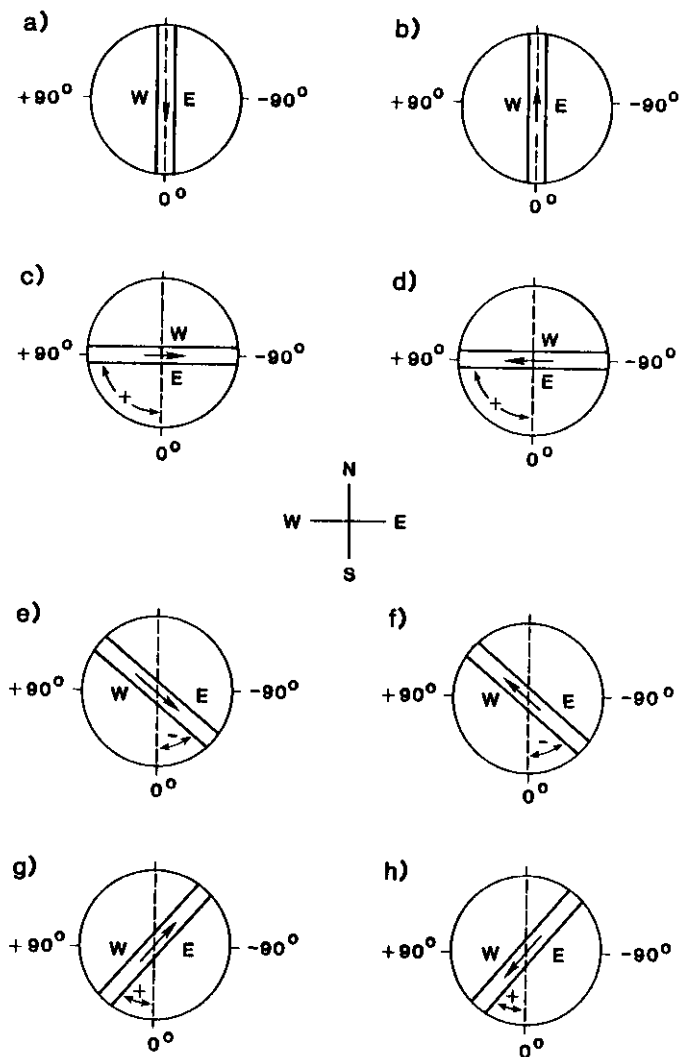 a)
+90° W E -90°
0°
b)
+90° W E -90°
0°
c)
W
+90° -90°
E
+
0°
d)
W
+90° -90°
E
+
0°
N
W E
S
e)
+90° W E -90°
-
0°
f)
+90° W E -90°
-
0°
g)
+90° W E -90°
+
0°
h)
+90° W E -90°
+
0°